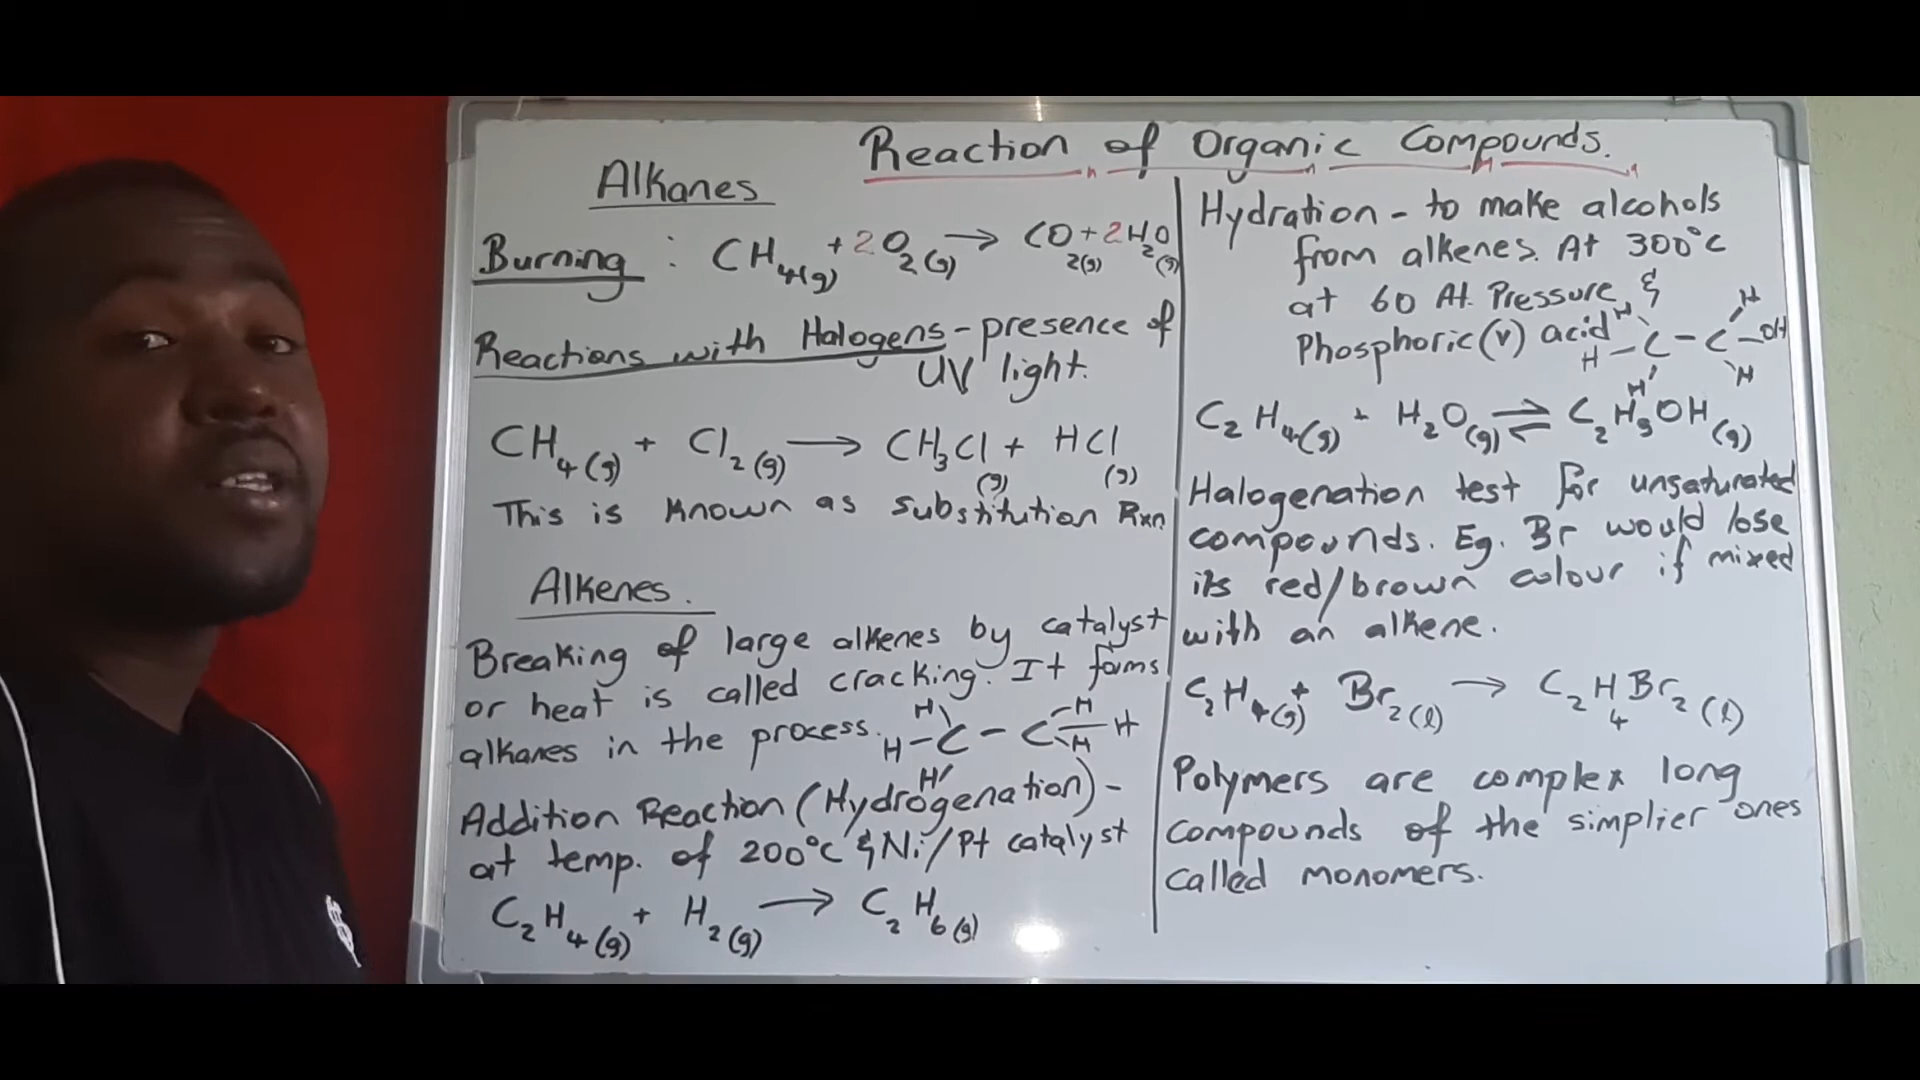 Reaction of Organic Compounds.
Alkanes
Burning : CH4(g) + 2O2(g) → CO2(g) + 2H2O(g)
Reactions with Halogens - presence of
UV light.
CH4(g) + Cl2(g) → CH3Cl(g) + HCl(g)
This is known as substitution Rxn
Alkenes.
Breaking of large alkenes by catalyst
or heat is called cracking. It forms
alkanes in the process.
H H
H-C-C-H
H H
Addition Reaction (Hydrogenation) -
at temp. of 200°C & Ni/Pt catalyst
C2H4(g) + H2(g) → C2H6(g)
Hydration - to make alcohols
from alkenes. At 300°C
at 60 At. Pressure, &
Phosphoric (v) acid
H H
H-C-C-OH
H H
C2H4(g) + H2O(g) ⇌ C2H5OH(g)
Halogenation test for unsaturated
compounds. Eg. Br would lose
its red/brown colour if mixed
with an alkene.
C2H4(g) + Br2(l) → C2H4Br2(l)
Polymers are complex long
compounds of the simplier ones
called monomers.